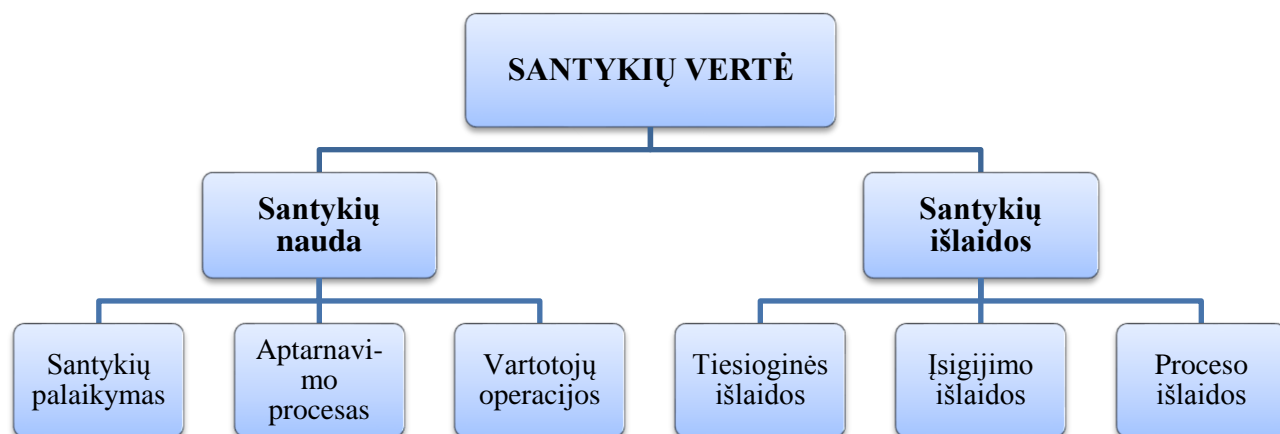 SANTYKIŲ VERTĖ
Santykių
nauda
Santykių
išlaidos
Santykių
palaikymas
Aptarnavi-
mo
procesas
Vartotojų
operacijos
Tiesioginės
išlaidos
Įsigijimo
išlaidos
Proceso
išlaidos